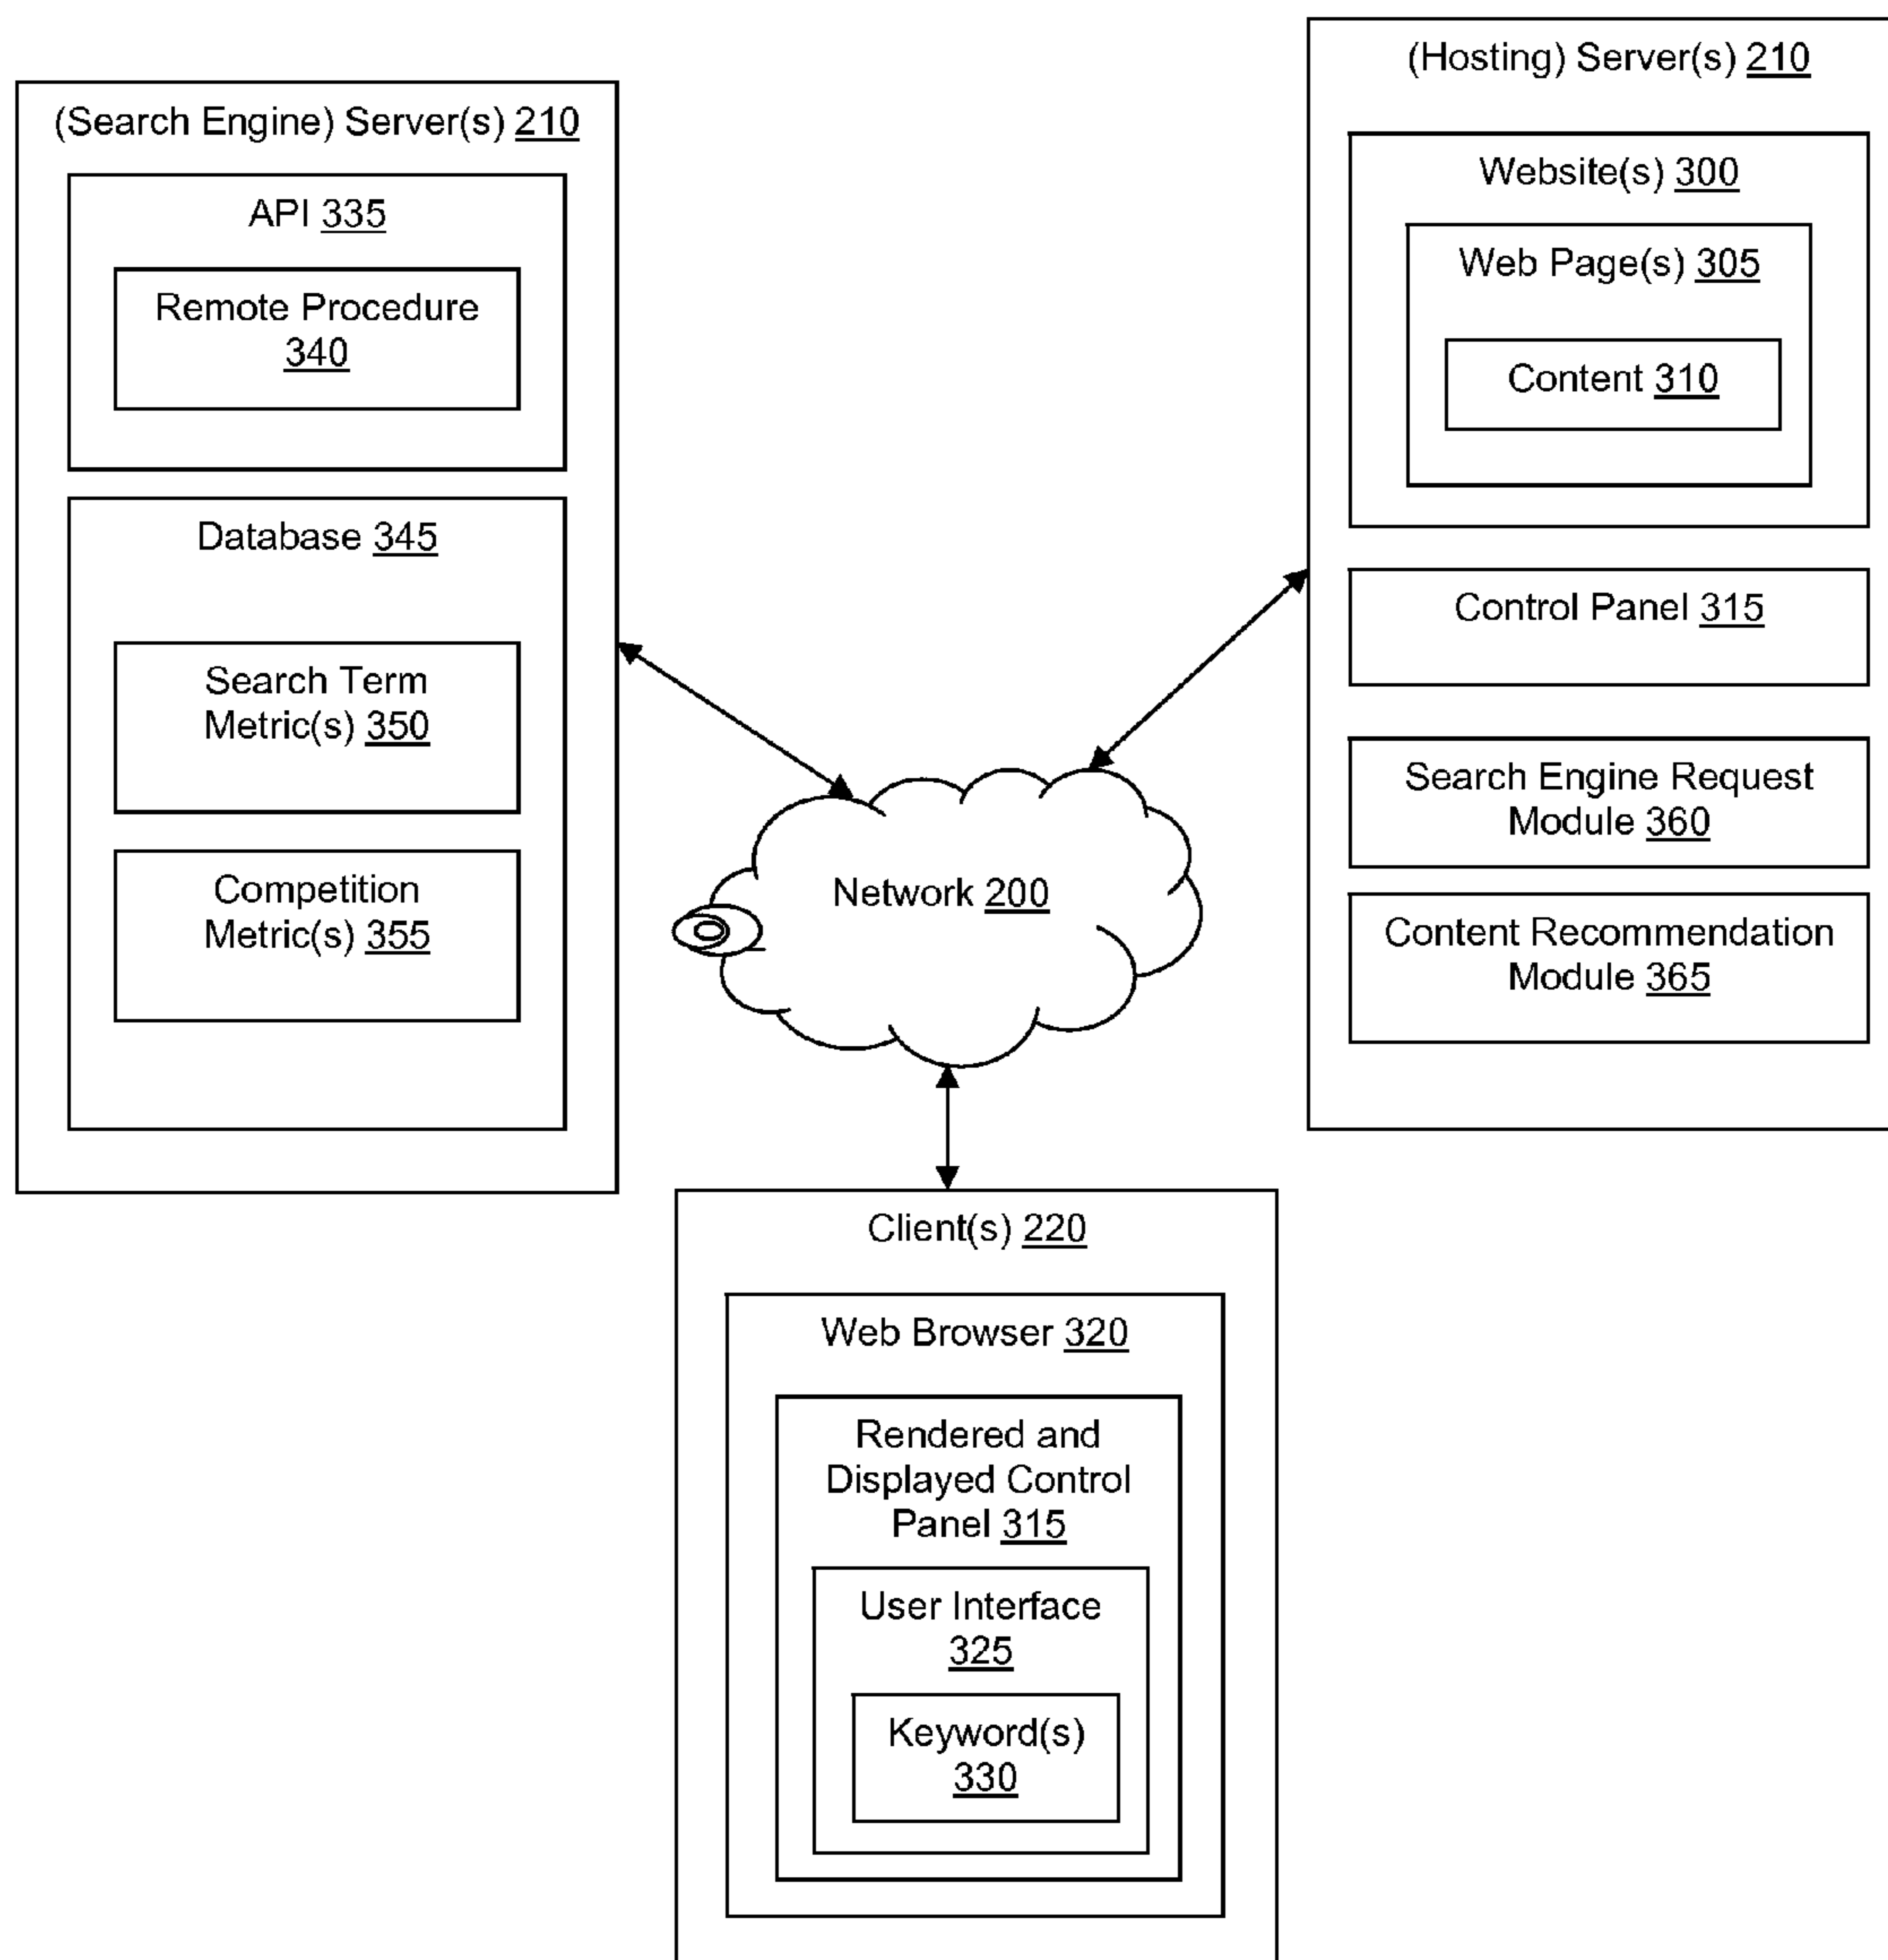 (Search Engine) Server(s) 210
API 335
Remote Procedure
340
Database 345
Search Term
Metric(s) 350
Competition
Metric(s) 355
(Hosting) Server(s) 210
Website(s) 300
Web Page(s) 305
Content 310
Control Panel 315
Search Engine Request
Module 360
Content Recommendation
Module 365
Network 200
Client(s) 220
Web Browser 320
Rendered and
Displayed Control
Panel 315
User Interface
325
Keyword(s)
330